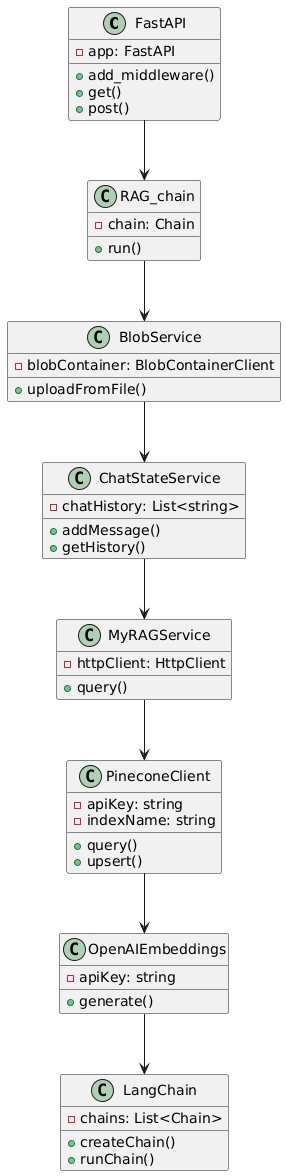 C FastAPI
app: FastAPI
add_middleware()
get()
post()
C RAG_chain
chain: Chain
run()
C BlobService
blobContainer: BlobContainerClient
uploadFromFile()
C ChatStateService
chatHistory: List<string>
addMessage()
getHistory()
C MyRAGService
httpClient: HttpClient
query()
C PineconeClient
apiKey: string
indexName: string
query()
upsert()
C OpenAIEmbeddings
apiKey: string
generate()
C LangChain
chains: List<Chain>
createChain()
runChain()